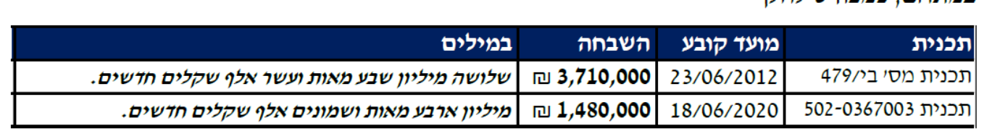 תכנית מועד קובע השבחה במילים
תכנית מס' בי/479 23/06/2012 3,710,000 ₪ שלושה מיליון שבע מאות ועשר אלף שקלים חדשים.
תכנית 502-0367003 18/06/2020 1,480,000 ₪ מיליון ארבע מאות ושמונים אלף שקלים חדשים.